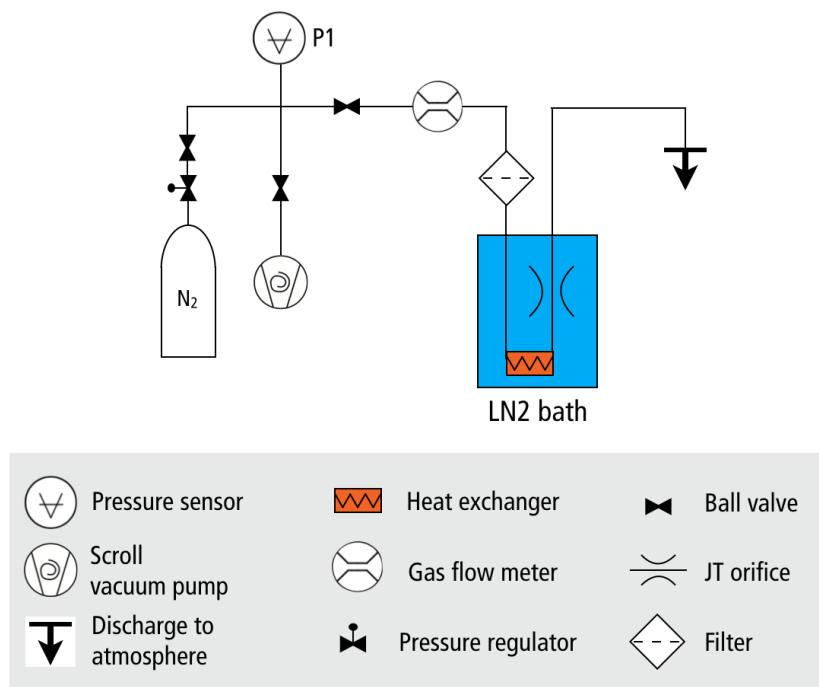 P1
N₂
LN2 bath
Pressure sensor
Heat exchanger
Ball valve
Scroll
vacuum pump
Gas flow meter
JT orifice
Discharge to
atmosphere
Pressure regulator
Filter